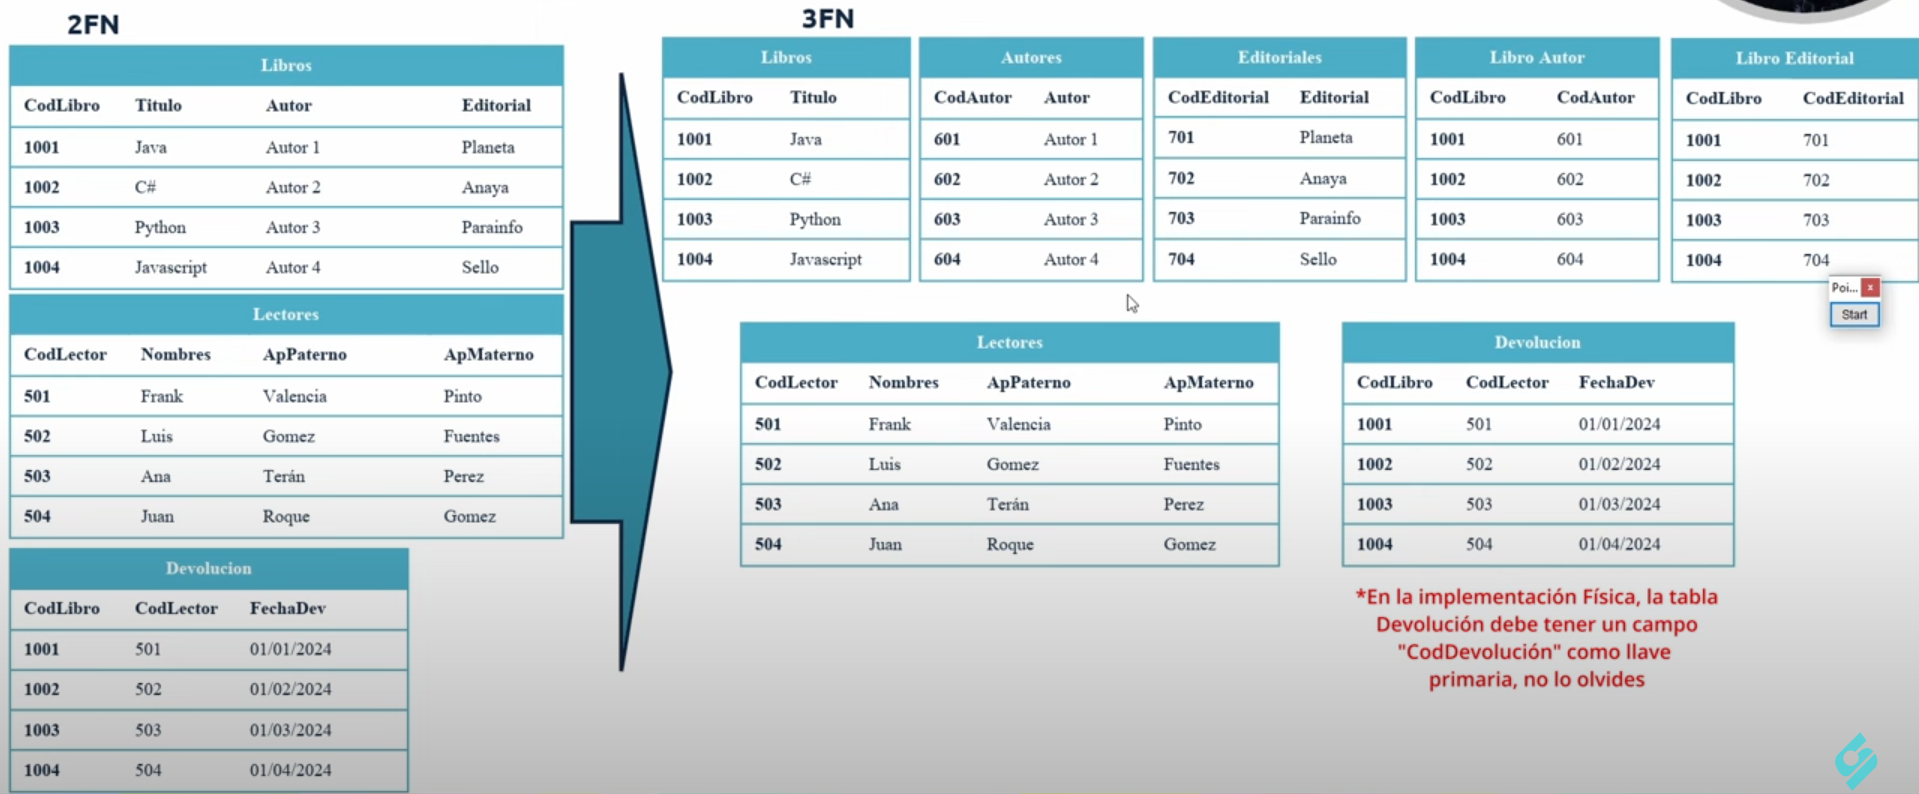 2FN
Libros
CodLibro Titulo Autor Editorial
1001 Java Autor 1 Planeta
1002 C# Autor 2 Anaya
1003 Python Autor 3 Parainfo
1004 Javascript Autor 4 Sello
Lectores
CodLector Nombres ApPaterno ApMaterno
501 Frank Valencia Pinto
502 Luis Gomez Fuentes
503 Ana Terán Perez
504 Juan Roque Gomez
Devolucion
CodLibro CodLector FechaDev
1001 501 01/01/2024
1002 502 01/02/2024
1003 503 01/03/2024
1004 504 01/04/2024
3FN
Libros
CodLibro Titulo
1001 Java
1002 C#
1003 Python
1004 Javascript
Autores
CodAutor Autor
601 Autor 1
602 Autor 2
603 Autor 3
604 Autor 4
Editoriales
CodEditorial Editorial
701 Planeta
702 Anaya
703 Parainfo
704 Sello
Libro Autor
CodLibro CodAutor
1001 601
1002 602
1003 603
1004 604
Libro Editorial
CodLibro CodEditorial
1001 701
1002 702
1003 703
1004 704
Poi... x
Start
Lectores
CodLector Nombres ApPaterno ApMaterno
501 Frank Valencia Pinto
502 Luis Gomez Fuentes
503 Ana Terán Perez
504 Juan Roque Gomez
Devolucion
CodLibro CodLector FechaDev
1001 501 01/01/2024
1002 502 01/02/2024
1003 503 01/03/2024
1004 504 01/04/2024
*En la implementación Física, la tabla
Devolución debe tener un campo
"CodDevolución" como llave
primaria, no lo olvides